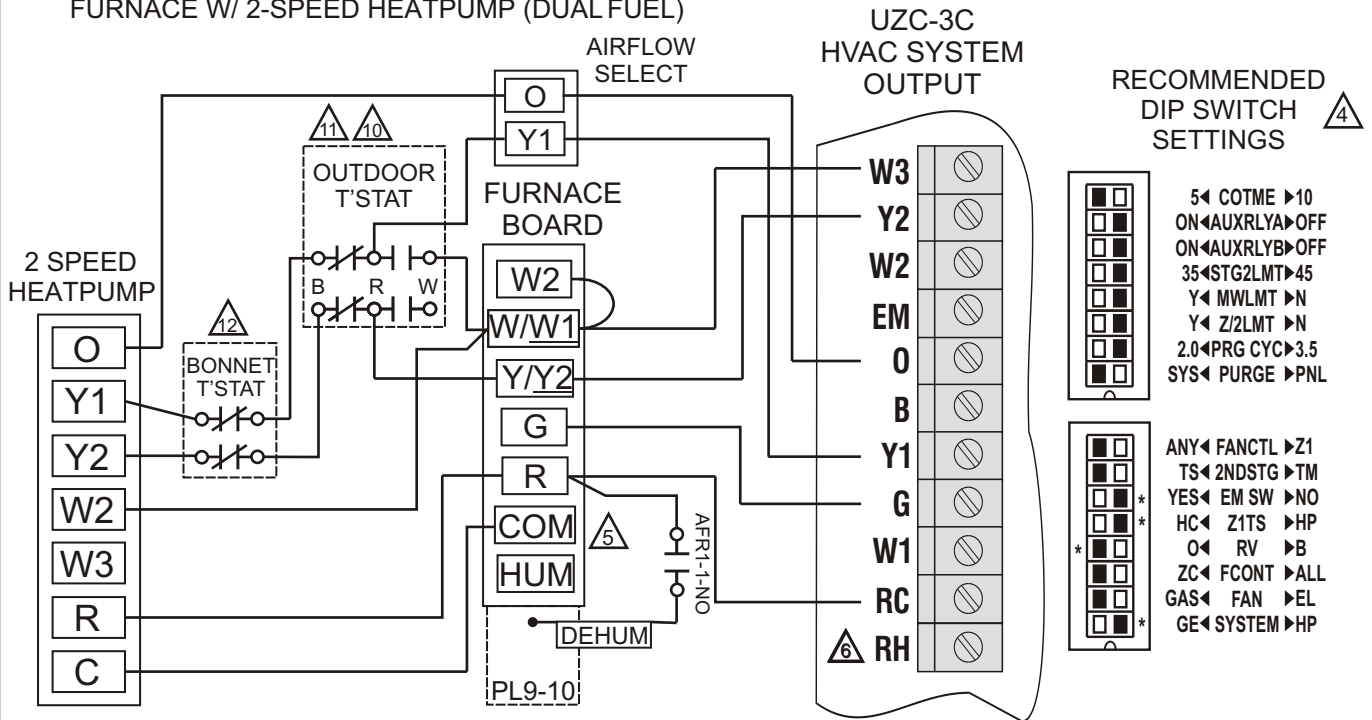 FURNACE W/ 2-SPEED HEATPUMP (DUAL FUEL)
AIRFLOW
SELECT
O
Y1
UZC-3C
HVAC SYSTEM
OUTPUT
RECOMMENDED
DIP SWITCH
SETTINGS
4
11
10
OUTDOOR
T'STAT
B
R
W
FURNACE
BOARD
W2
W/W1
Y/Y2
G
R
COM
HUM
5
AFR1-1-NO
DEHUM
PL9-10
2 SPEED
HEATPUMP
O
Y1
Y2
W2
W3
R
C
12
BONNET
T'STAT
W3
Y2
W2
EM
O
B
Y1
G
W1
RC
6 RH
5◀ COTME ▶10
ON◀AUXRLYA▶OFF
ON◀AUXRLYB▶OFF
35◀STG2LMT▶45
Y◀ MWLMT ▶N
Y◀ Z/2LMT ▶N
2.0◀PRG CYC▶3.5
SYS◀ PURGE ▶PNL
ANY◀ FANCTL ▶Z1
TS◀ 2NDSTG ▶TM
* YES◀ EM SW ▶NO
* HC◀ Z1TS ▶HP
* O◀ RV ▶B
ZC◀ FCONT ▶ALL
GAS◀ FAN ▶EL
* GE◀ SYSTEM ▶HP